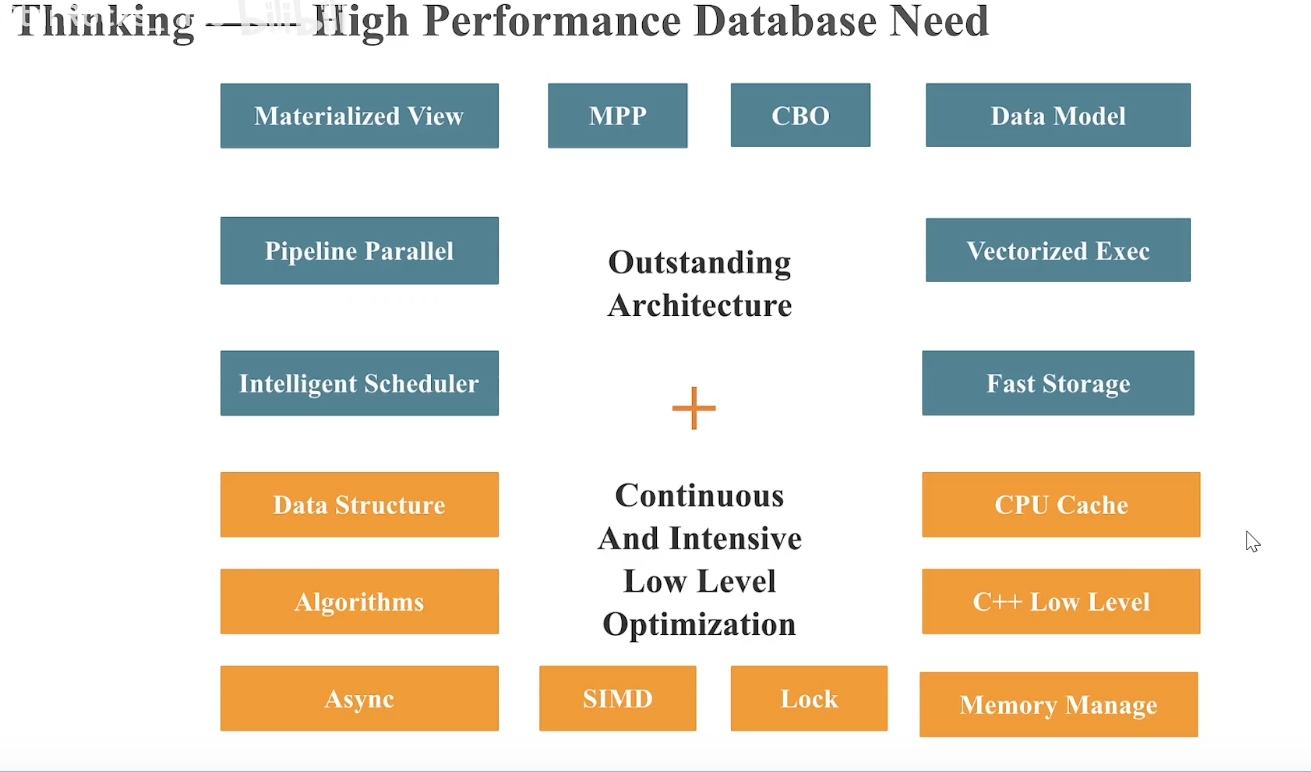 Thinking —— High Performance Database Need
Materialized View
MPP
CBO
Data Model
Pipeline Parallel
Outstanding
Architecture
Vectorized Exec
Intelligent Scheduler
Fast Storage
+
Data Structure
Continuous
And Intensive
Low Level
Optimization
CPU Cache
Algorithms
C++ Low Level
Async
SIMD
Lock
Memory Manage